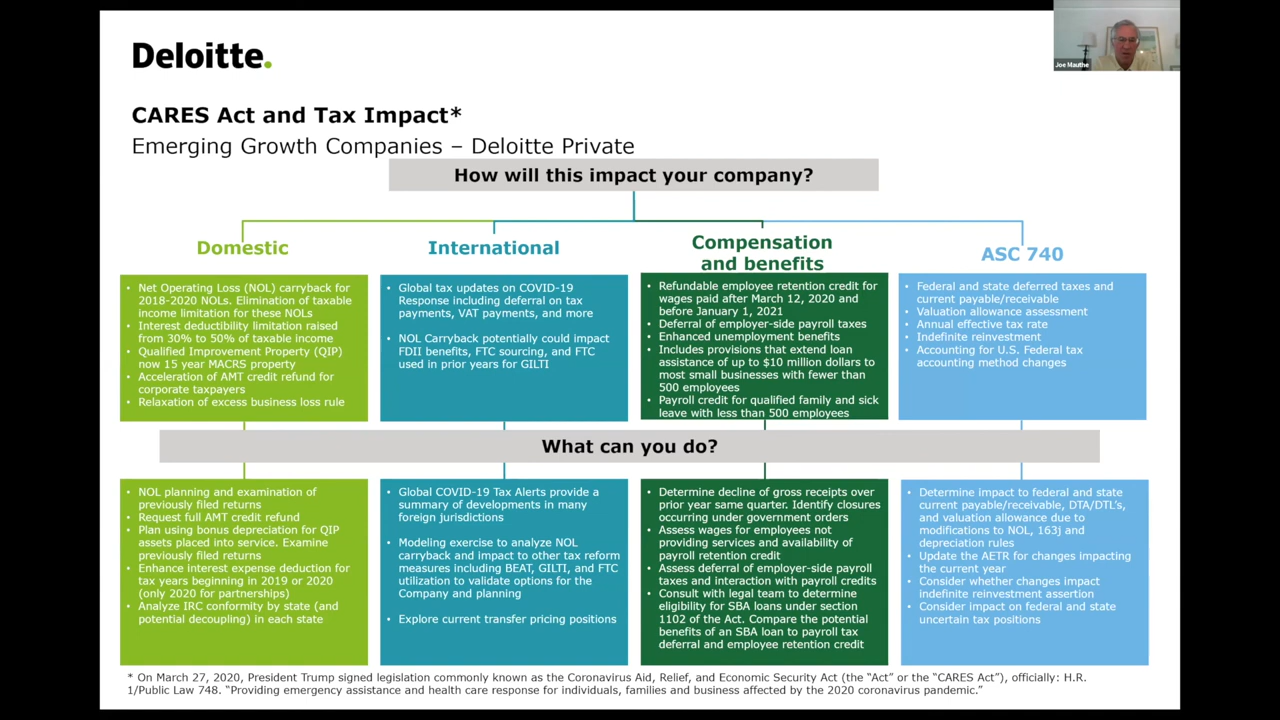 Deloitte.
Joe Mauthe
CARES Act and Tax Impact*
Emerging Growth Companies – Deloitte Private
How will this impact your company?
Domestic
• Net Operating Loss (NOL) carryback for
2018-2020 NOLs. Elimination of taxable
income limitation for these NOLs
• Interest deductibility limitation raised
from 30% to 50% of taxable income
• Qualified Improvement Property (QIP)
now 15 year MACRS property
• Acceleration of AMT credit refund for
corporate taxpayers
• Relaxation of excess business loss rule
International
• Global tax updates on COVID-19
Response including deferral on tax
payments, VAT payments, and more
• NOL Carryback potentially could impact
FDII benefits, FTC sourcing, and FTC
used in prior years for GILTI
Compensation
and benefits
• Refundable employee retention credit for
wages paid after March 12, 2020 and
before January 1, 2021
• Deferral of employer-side payroll taxes
• Enhanced unemployment benefits
• Includes provisions that extend loan
assistance of up to $10 million dollars to
most small businesses with fewer than
500 employees
• Payroll credit for qualified family and sick
leave with less than 500 employees
ASC 740
• Federal and state deferred taxes and
current payable/receivable
• Valuation allowance assessment
• Annual effective tax rate
• Indefinite reinvestment
• Accounting for U.S. Federal tax
accounting method changes
What can you do?
• NOL planning and examination of
previously filed returns
• Request full AMT credit refund
• Plan using bonus depreciation for QIP
assets placed into service. Examine
previously filed returns
• Enhance interest expense deduction for
tax years beginning in 2019 or 2020
(only 2020 for partnerships)
• Analyze IRC conformity by state (and
potential decoupling) in each state
• Global COVID-19 Tax Alerts provide a
summary of developments in many
foreign jurisdictions
• Modeling exercise to analyze NOL
carryback and impact to other tax reform
measures including BEAT, GILTI, and FTC
utilization to validate options for the
Company and planning
• Explore current transfer pricing positions
• Determine decline of gross receipts over
prior year same quarter. Identify closures
occurring under government orders
• Assess wages for employees not
providing services and availability of
payroll retention credit
• Assess deferral of employer-side payroll
taxes and interaction with payroll credits
• Consult with legal team to determine
eligibility for SBA loans under section
1102 of the Act. Compare the potential
benefits of an SBA loan to payroll tax
deferral and employee retention credit
• Determine impact to federal and state
current payable/receivable, DTA/DTL's,
and valuation allowance due to
modifications to NOL, 163j and
depreciation rules
• Update the AETR for changes impacting
the current year
• Consider whether changes impact
indefinite reinvestment assertion
• Consider impact on federal and state
uncertain tax positions
* On March 27, 2020, President Trump signed legislation commonly known as the Coronavirus Aid, Relief, and Economic Security Act (the “Act” or the “CARES Act”), officially: H.R.
1/Public Law 748. “Providing emergency assistance and health care response for individuals, families and business affected by the 2020 coronavirus pandemic.”